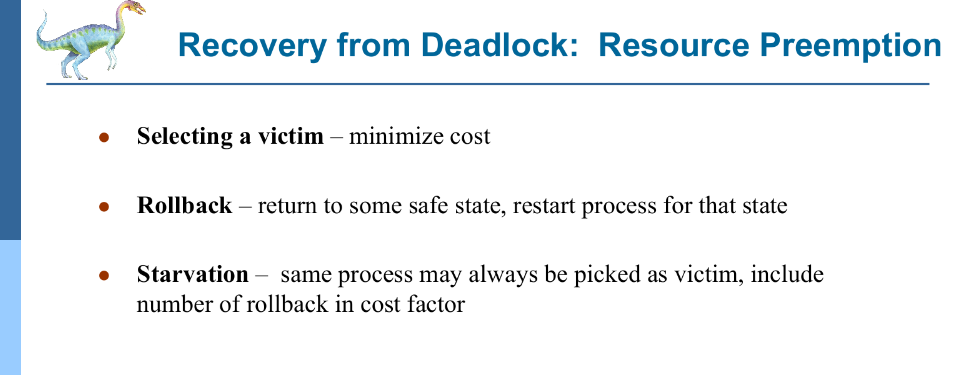 Recovery from Deadlock: Resource Preemption
● Selecting a victim – minimize cost
● Rollback – return to some safe state, restart process for that state
● Starvation – same process may always be picked as victim, include
number of rollback in cost factor